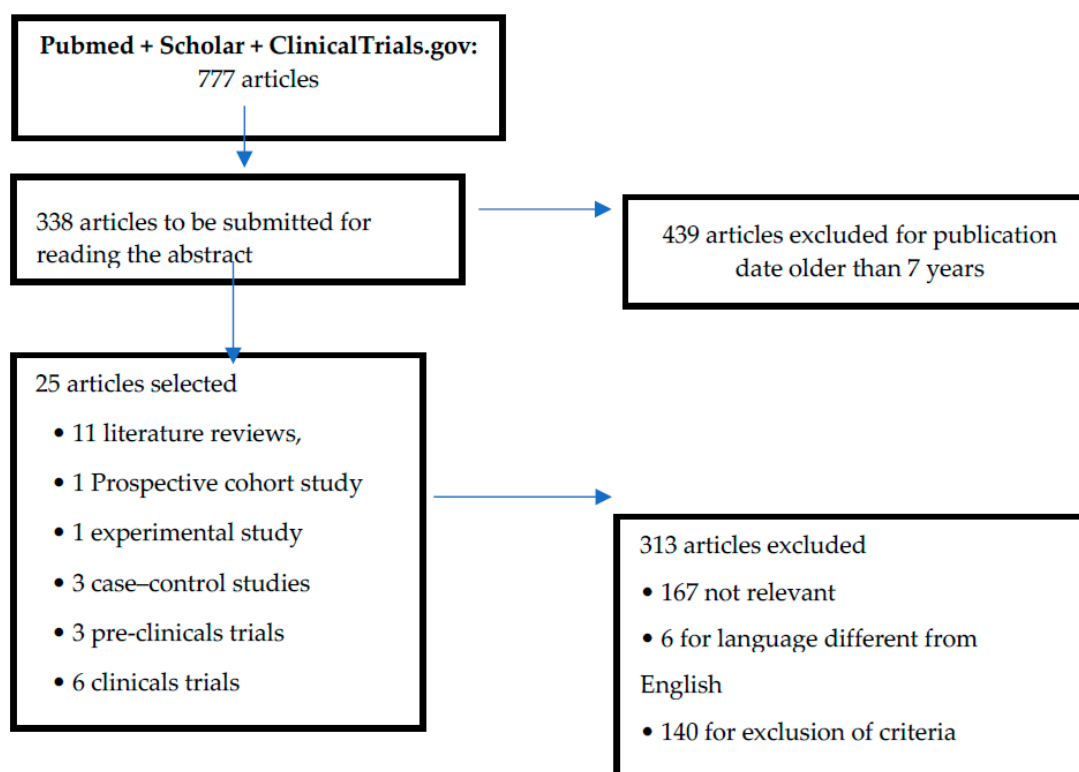 Pubmed + Scholar + ClinicalTrials.gov:
777 articles
338 articles to be submitted for
reading the abstract
439 articles excluded for publication
date older than 7 years
25 articles selected
• 11 literature reviews,
• 1 Prospective cohort study
• 1 experimental study
• 3 case–control studies
• 3 pre-clinicals trials
• 6 clinicals trials
313 articles excluded
• 167 not relevant
• 6 for language different from
English
• 140 for exclusion of criteria